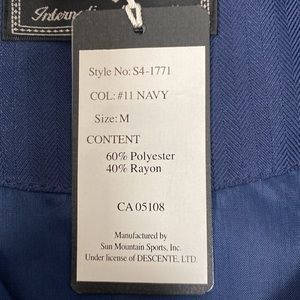 Style No: S4-1771
COL: #11 NAVY
Size: M
CONTENT
60% Polyester
40% Rayon
CA 05108
Manufactured by
Sun Mountain Sports, Inc.
Under license of DESCENTE, LTD.